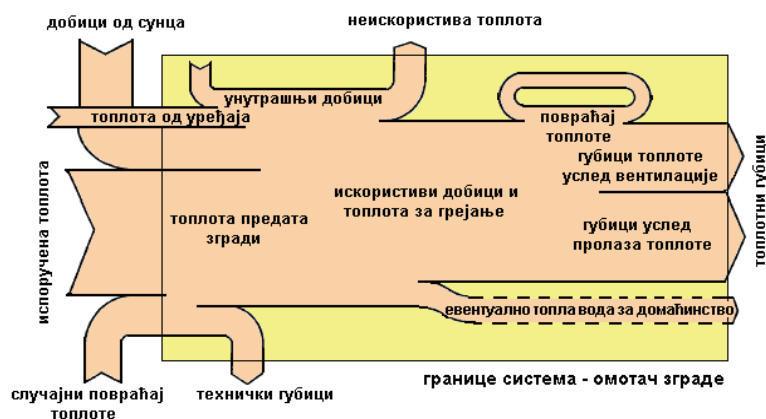 добици од сунца
неискористива топлота
унутрашњи добици
топлота од уређаја
повраћај
топлоте
губици топлоте
услед вентилације
топлотни губици
испоручена топлота
топлота предата
згради
искористиви добици и
топлота за грејање
губици услед
пролаза топлоте
евентуално топла вода за домаћинство
границе система - омотач зграде
случајни повраћај
топлоте
технички губици